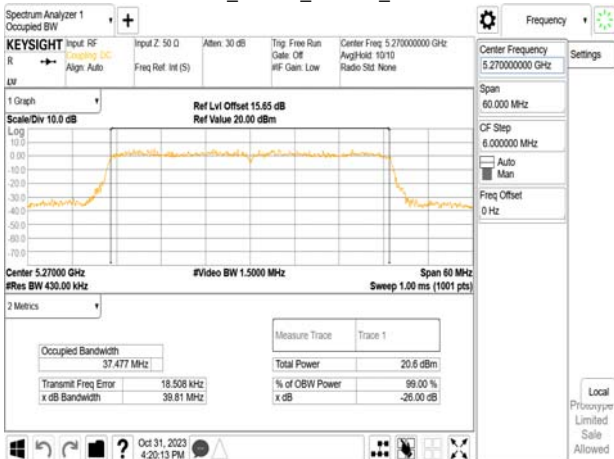 Spectrum Analyzer 1
Occupied BW
Frequency
KEYSIGHT
R
Input: RF
Coupling: DC
Align: Auto
Input Z: 50 Ω
Freq Ref: Int (S)
Atten: 30 dB
Trig: Free Run
Gate: Off
#IF Gain: Low
Center Freq: 5.270000000 GHz
Avg|Hold: 10/10
Radio Std: None
1 Graph
Scale/Div 10.0 dB
Ref Lvl Offset 15.65 dB
Ref Value 20.00 dBm
Log
10.0
0.00
-10.0
-20.0
-30.0
-40.0
-50.0
-60.0
-70.0
Center 5.27000 GHz
#Res BW 430.00 kHz
#Video BW 1.5000 MHz
Span 60 MHz
Sweep 1.00 ms (1001 pts)
2 Metrics
Measure Trace
Trace 1
Occupied Bandwidth
37.477 MHz
Total Power
20.6 dBm
Transmit Freq Error
18.508 kHz
% of OBW Power
99.00 %
x dB Bandwidth
39.81 MHz
x dB
-26.00 dB
Center Frequency
5.270000000 GHz
Settings
Span
60.000 MHz
CF Step
6.000000 MHz
Auto
Man
Freq Offset
0 Hz
Local
Prototype
Limited
Sale
Allowed
?
Oct 31, 2023
4:20:13 PM